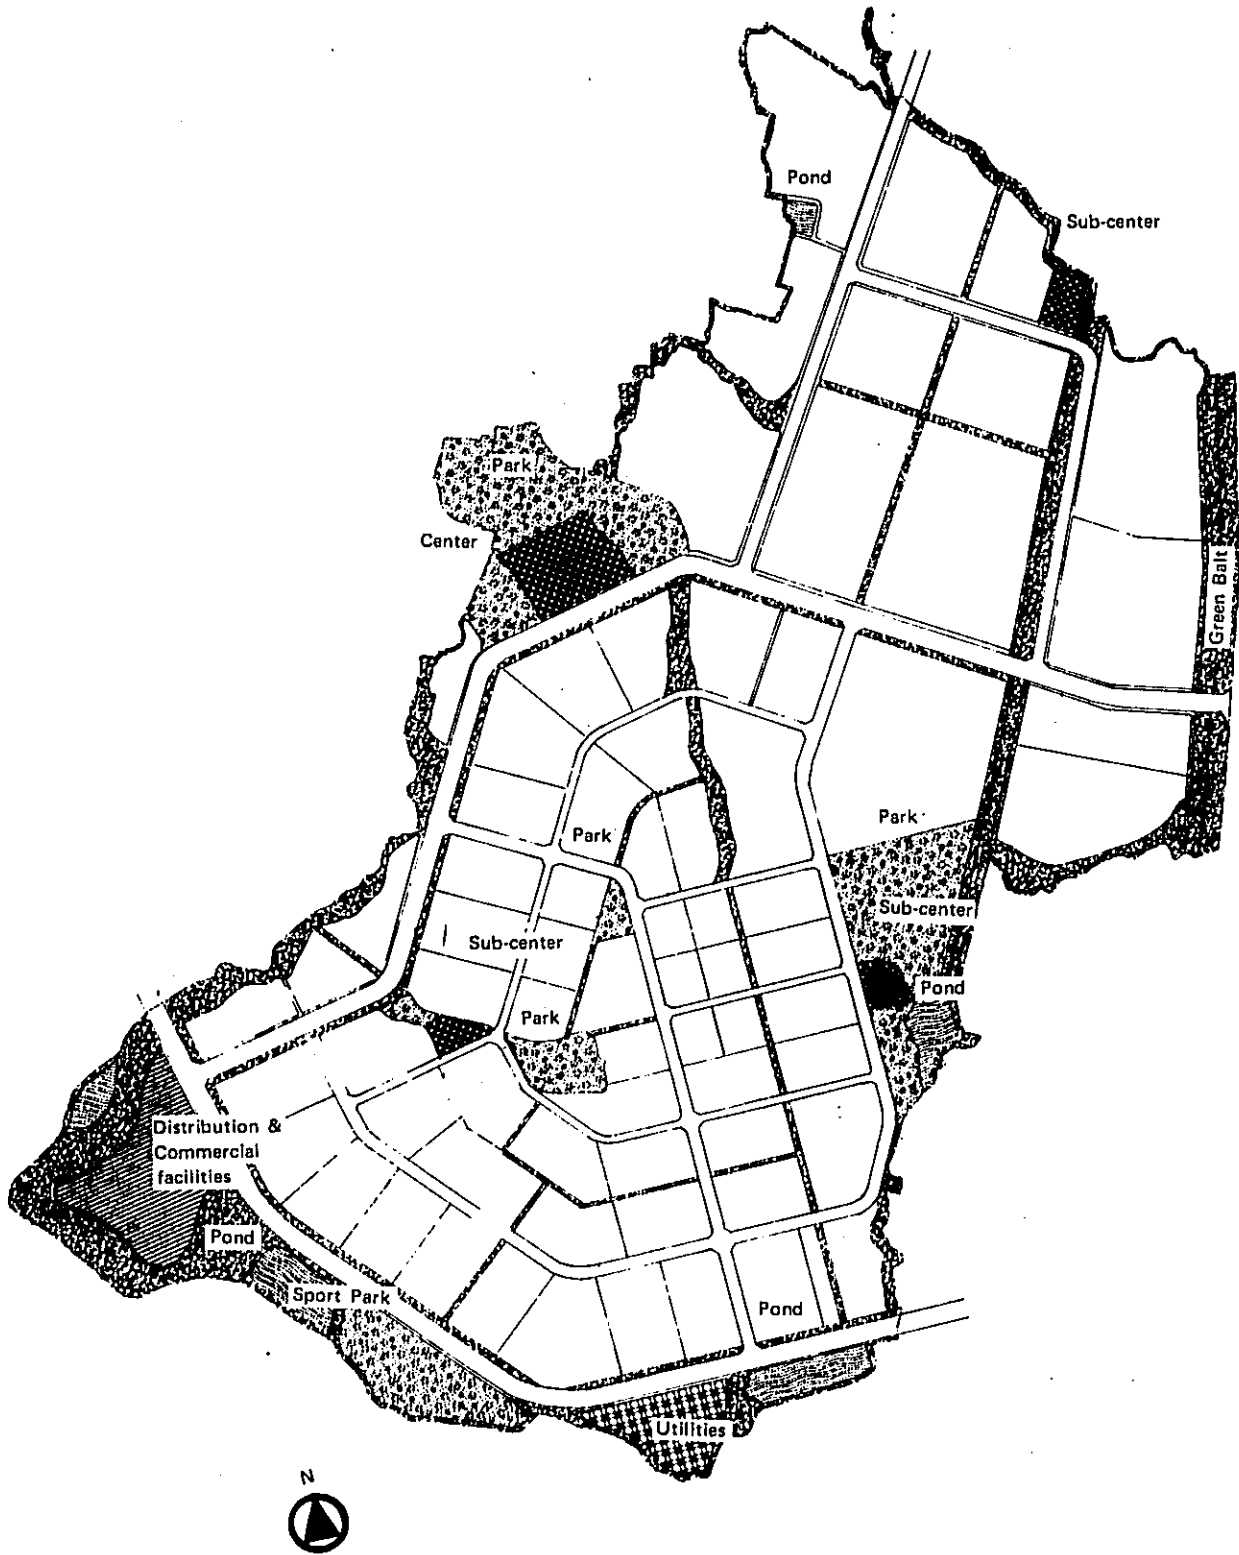 Pond
Sub-center
Park
Center
Green Balt
Park
Park
Sub-center
Sub-center
Pond
Park
Distribution &
Commercial
facilities
Pond
Sport Park
Pond
Utilities
N